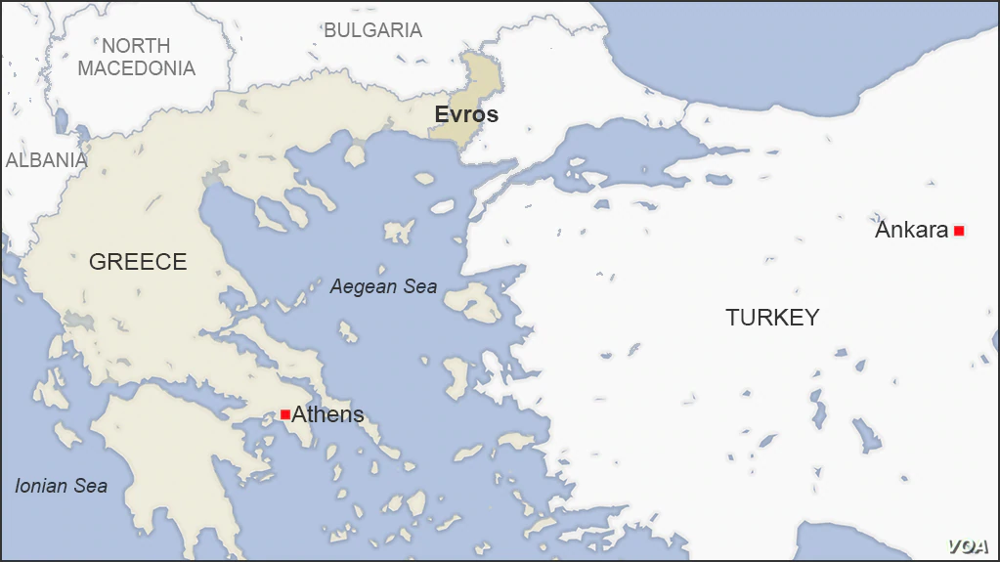 BULGARIA
NORTH
MACEDONIA
Evros
ALBANIA
Ankara
GREECE
Aegean Sea
TURKEY
Athens
Ionian Sea
VOA